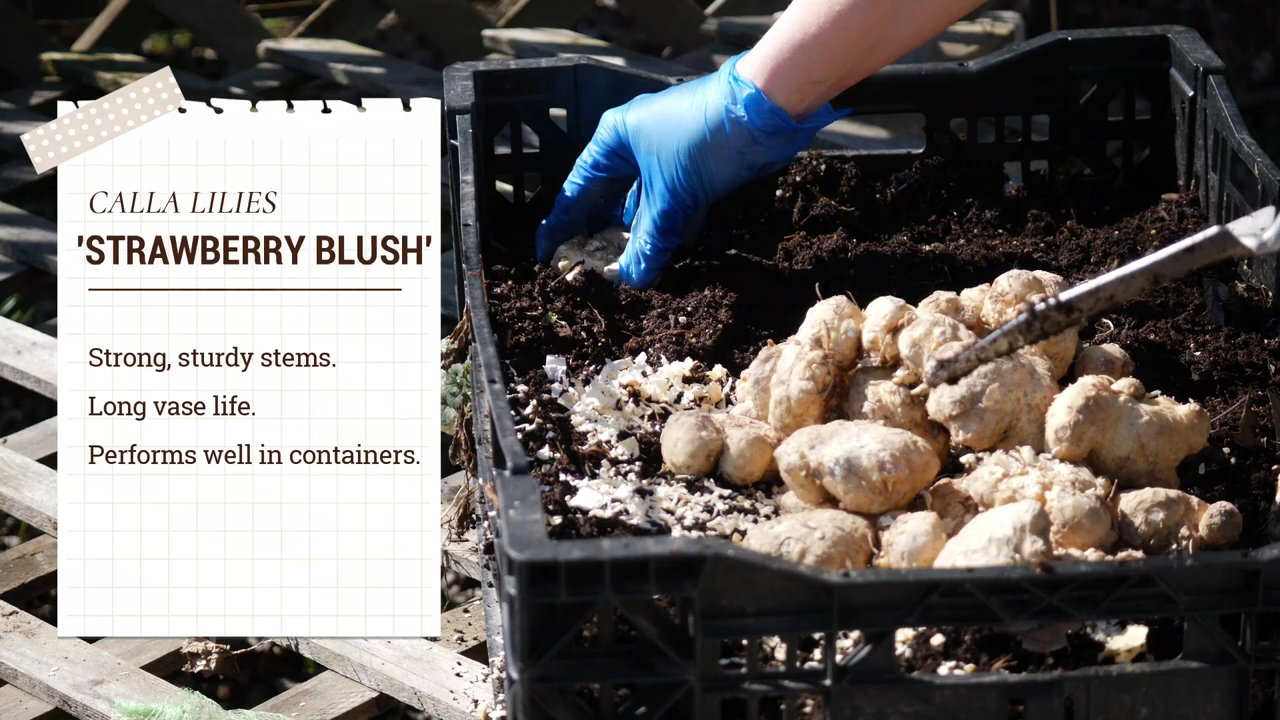 CALLA LILIES
'STRAWBERRY BLUSH'
Strong, sturdy stems.
Long vase life.
Performs well in containers.